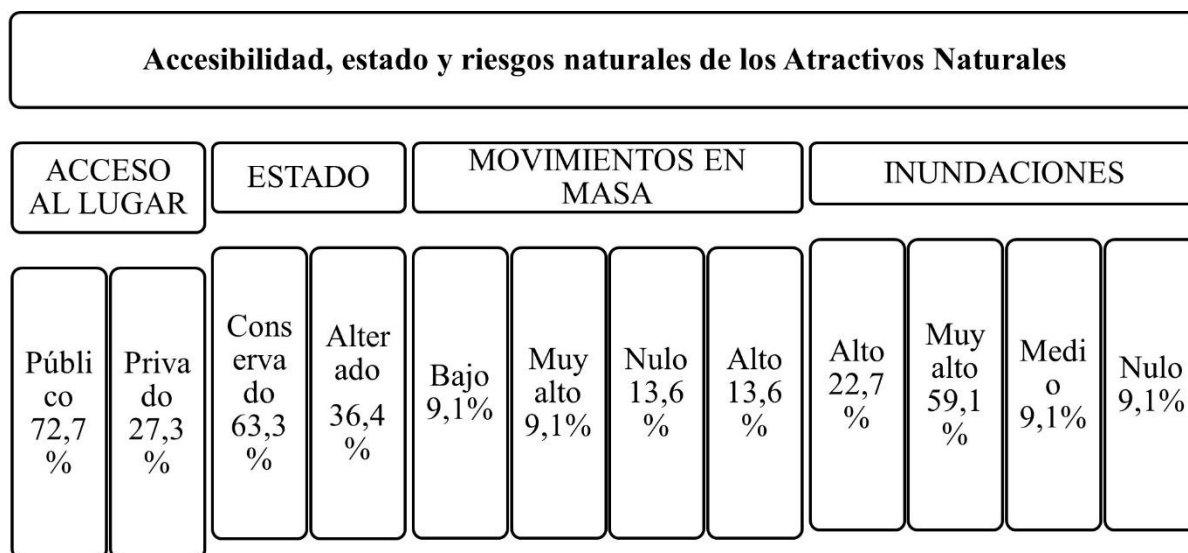 Accesibilidad, estado y riesgos naturales de los Atractivos Naturales
ACCESO
AL LUGAR
ESTADO
MOVIMIENTOS EN
MASA
INUNDACIONES
Públi
co
72,7
%
Priva
do
27,3
%
Cons
erva
do
63,3
%
Alter
ado
36,4
%
Bajo
9,1%
Muy
alto
9,1%
Nulo
13,6
%
Alto
13,6
%
Alto
22,7
%
Muy
alto
59,1
%
Medi
o
9,1%
Nulo
9,1%